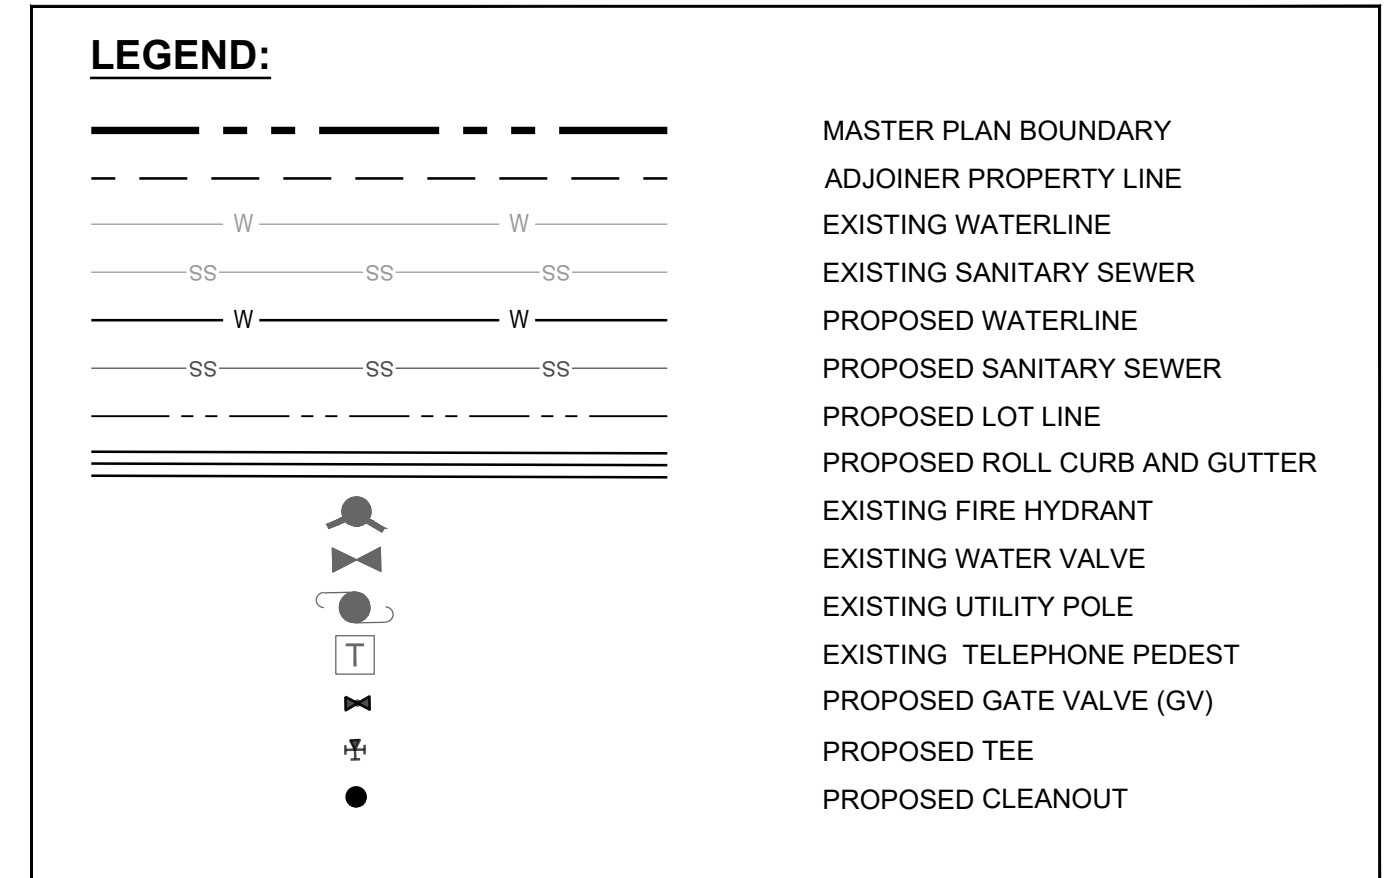 LEGEND:
MASTER PLAN BOUNDARY
ADJOINER PROPERTY LINE
W W EXISTING WATERLINE
SS SS SS EXISTING SANITARY SEWER
W W PROPOSED WATERLINE
SS SS SS PROPOSED SANITARY SEWER
PROPOSED LOT LINE
PROPOSED ROLL CURB AND GUTTER
EXISTING FIRE HYDRANT
EXISTING WATER VALVE
EXISTING UTILITY POLE
T EXISTING TELEPHONE PEDEST
PROPOSED GATE VALVE (GV)
PROPOSED TEE
PROPOSED CLEANOUT